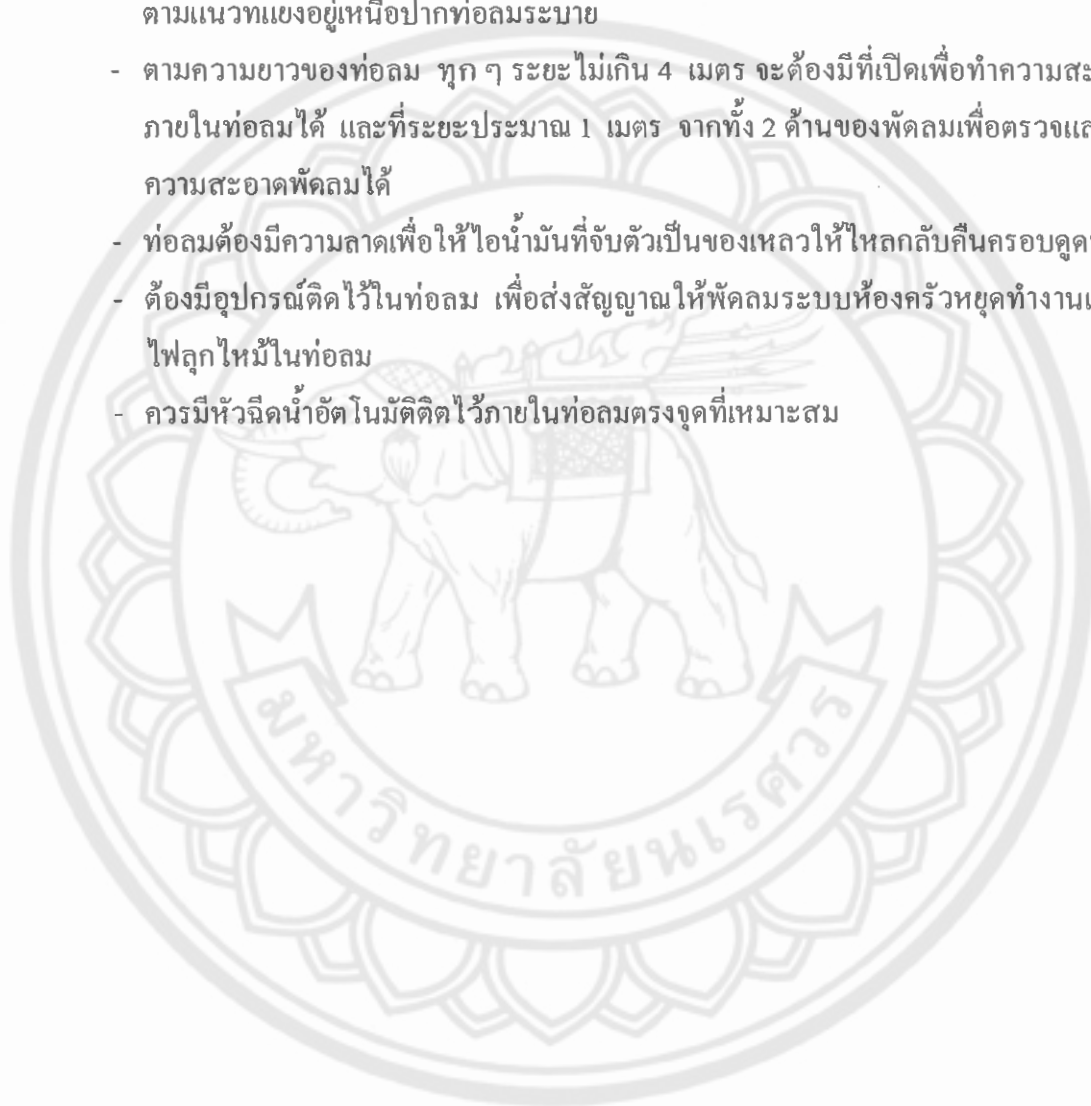 ตามแนวทแยงอยู่เหนือปากท่อลมระบาย
- ตามความยาวของท่อลม ทุก ๆ ระยะไม่เกิน 4 เมตร จะต้องมีที่เปิดเพื่อทำความสะ
ภายในท่อลมได้ และที่ระยะประมาณ 1 เมตร จากทั้ง 2 ด้านของพัดลมเพื่อตรวจแล
ความสะอาดพัดลมได้
- ท่อลมต้องมีความลาดเพื่อให้ไอน้ำมันที่จับตัวเป็นของเหลวให้ไหลกลับคืนครอบดูด
- ต้องมีอุปกรณ์ติดไว้ในท่อลม เพื่อส่งสัญญาณให้พัดลมระบบห้องครัวหยุดทำงานเ
ไฟลุกไหม้ในท่อลม
- ควรมีหัวฉีดน้ำอัตโนมัติติดไว้ภายในท่อลมตรงจุดที่เหมาะสม
มหาวิทยาลัยนเรศวร